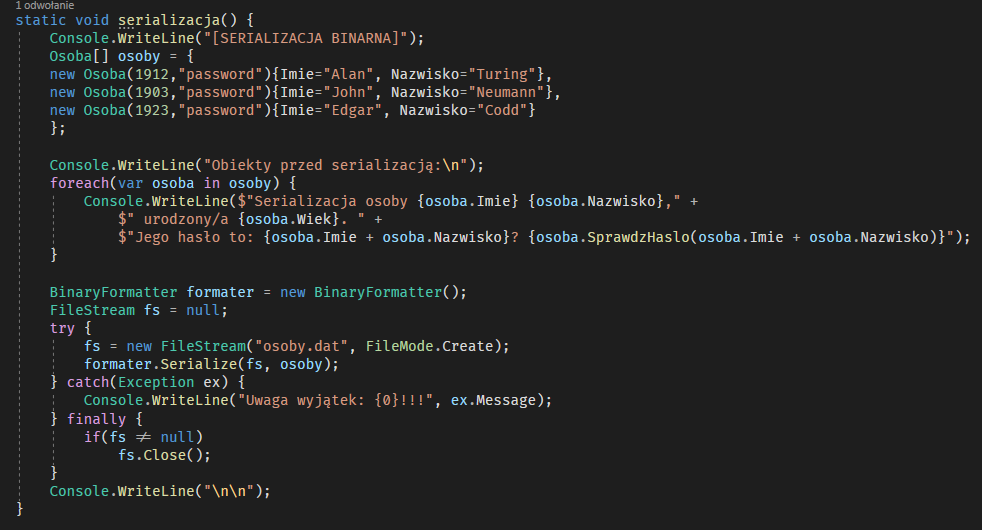 1 odwołanie
static void serializacja() {
    Console.WriteLine("[SERIALIZACJA BINARNA]");
    Osoba[] osoby = {
    new Osoba(1912,"password"){Imie="Alan", Nazwisko="Turing"},
    new Osoba(1903,"password"){Imie="John", Nazwisko="Neumann"},
    new Osoba(1923,"password"){Imie="Edgar", Nazwisko="Codd"}
    };

    Console.WriteLine("Obiekty przed serializacją:\n");
    foreach(var osoba in osoby) {
        Console.WriteLine($"Serializacja osoby {osoba.Imie} {osoba.Nazwisko}," +
            $" urodzony/a {osoba.Wiek}. " +
            $"Jego hasło to: {osoba.Imie + osoba.Nazwisko}? {osoba.SprawdzHaslo(osoba.Imie + osoba.Nazwisko)}");
    }

    BinaryFormatter formater = new BinaryFormatter();
    FileStream fs = null;
    try {
        fs = new FileStream("osoby.dat", FileMode.Create);
        formater.Serialize(fs, osoby);
    } catch(Exception ex) {
        Console.WriteLine("Uwaga wyjątek: {0}!!!", ex.Message);
    } finally {
        if(fs ≠ null)
            fs.Close();
    }
    Console.WriteLine("\n\n");
}